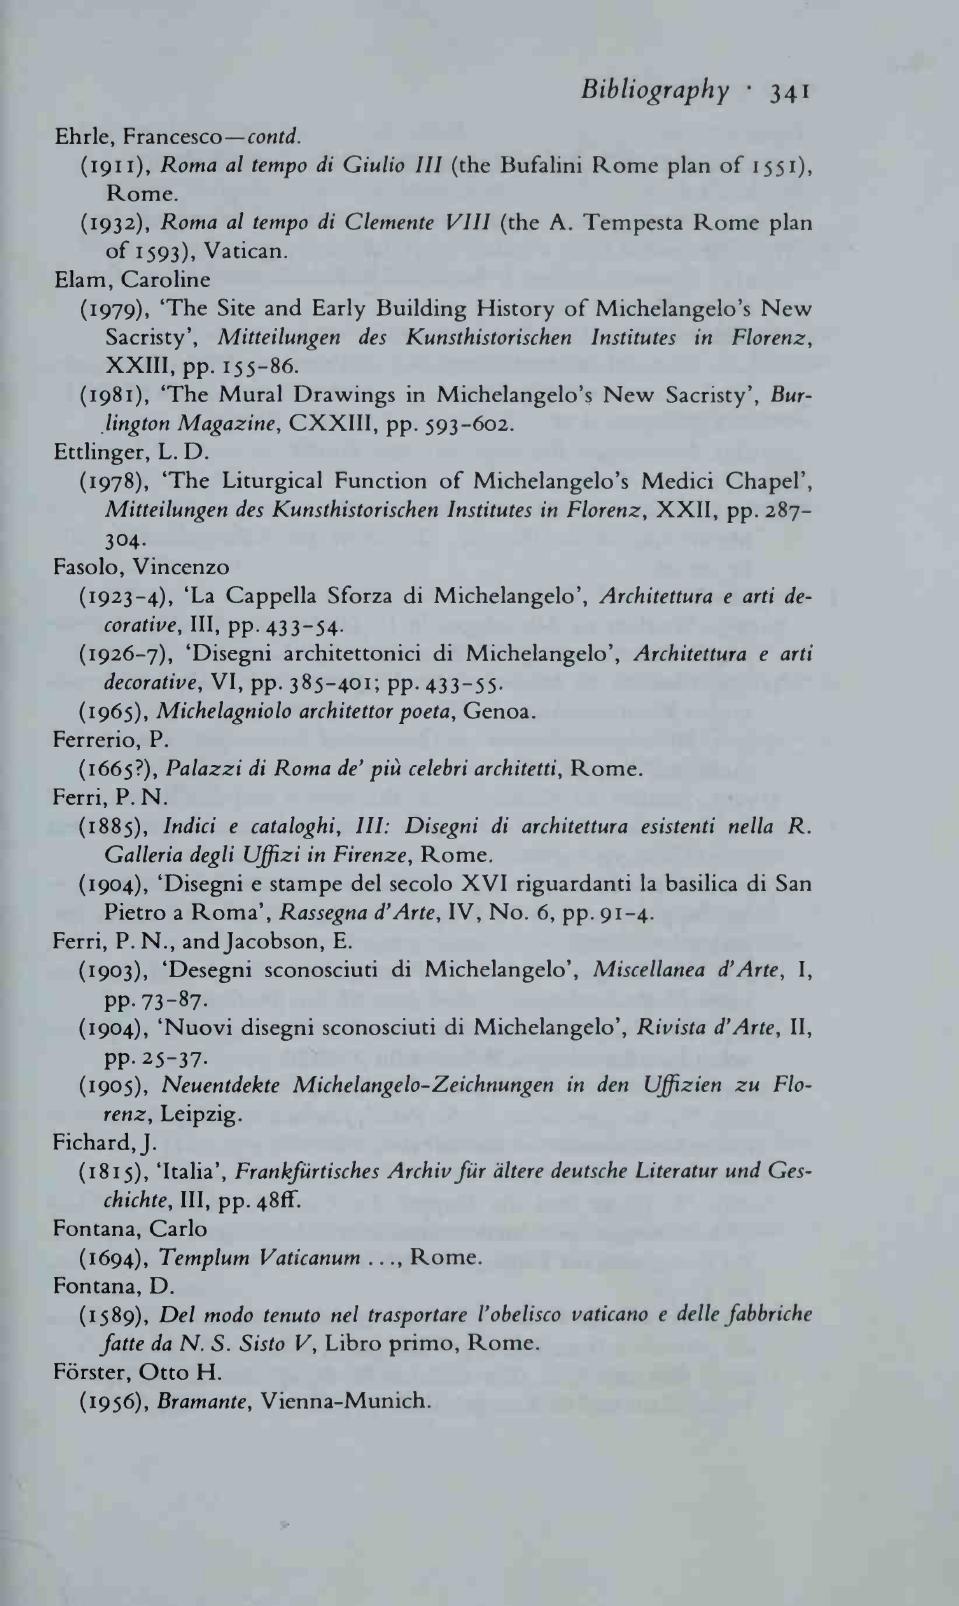 Bibliography · 341
Ehrle, Francesco—contd.
(1911), Roma al tempo di Giulio III (the Bufalini Rome plan of 1551),
Rome.
(1932), Roma al tempo di Clemente VIII (the A. Tempesta Rome plan
of 1593), Vatican.
Elam, Caroline
(1979), ‘The Site and Early Building History of Michelangelo’s New
Sacristy’, Mitteilungen des Kunsthistorischen Institutes in Florenz,
XXIII, pp. 155–86.
(1981), ‘The Mural Drawings in Michelangelo’s New Sacristy’, Bur-
lington Magazine, CXXIII, pp. 593–602.
Ettlinger, L. D.
(1978), ‘The Liturgical Function of Michelangelo’s Medici Chapel’,
Mitteilungen des Kunsthistorischen Institutes in Florenz, XXII, pp. 287–
304.
Fasolo, Vincenzo
(1923–4), ‘La Cappella Sforza di Michelangelo’, Architettura e arti de-
corative, III, pp. 433–54.
(1926–7), ‘Disegni architettonici di Michelangelo’, Architettura e arti
decorative, VI, pp. 385–401; pp. 433–55.
(1965), Michelagniolo architettor poeta, Genoa.
Ferrerio, P.
(1665?), Palazzi di Roma de’ più celebri architetti, Rome.
Ferri, P. N.
(1885), Indici e cataloghi, III: Disegni di architettura esistenti nella R.
Galleria degli Uffizi in Firenze, Rome.
(1904), ‘Disegni e stampe del secolo XVI riguardanti la basilica di San
Pietro a Roma’, Rassegna d’Arte, IV, No. 6, pp. 91–4.
Ferri, P. N., and Jacobson, E.
(1903), ‘Desegni sconosciuti di Michelangelo’, Miscellanea d’Arte, I,
pp. 73–87.
(1904), ‘Nuovi disegni sconosciuti di Michelangelo’, Rivista d’Arte, II,
pp. 25–37.
(1905), Neuentdekte Michelangelo-Zeichnungen in den Uffizien zu Flo-
renz, Leipzig.
Fichard, J.
(1815), ‘Italia’, Frankfürtisches Archiv für ältere deutsche Literatur und Ges-
chichte, III, pp. 48ff.
Fontana, Carlo
(1694), Templum Vaticanum . . ., Rome.
Fontana, D.
(1589), Del modo tenuto nel trasportare l’obelisco vaticano e delle fabbriche
fatte da N. S. Sisto V, Libro primo, Rome.
Förster, Otto H.
(1956), Bramante, Vienna-Munich.